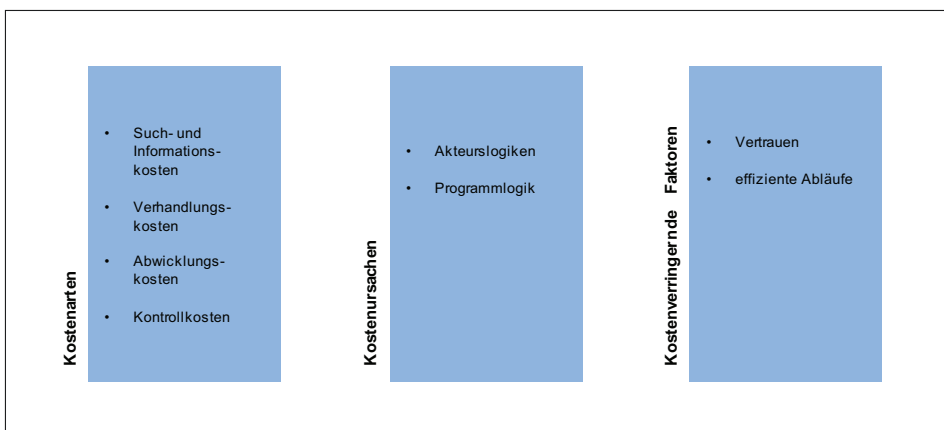 Kostenarten
• Such- und
Informations-
kosten
• Verhandlungs-
kosten
• Abwicklungs-
kosten
• Kontrollkosten
Kostenursachen
• Akteurslogiken
• Programmlogik
Kostenverringernde Faktoren
• Vertrauen
• effiziente Abläufe